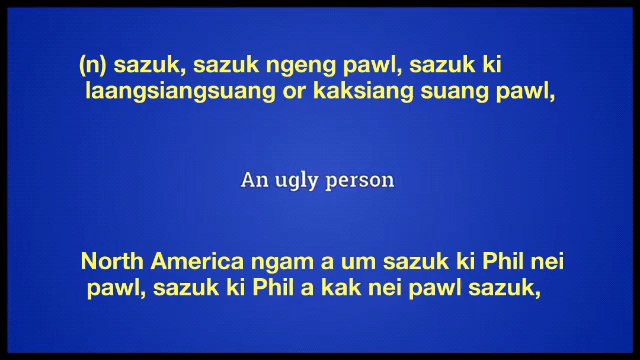 (n) sazuk, sazuk ngeng pawl, sazuk ki
laangsiangsuang or kaksiang suang pawl,
An ugly person
North America ngam a um sazuk ki Phil nei
pawl, sazuk ki Phil a kak nei pawl sazuk,